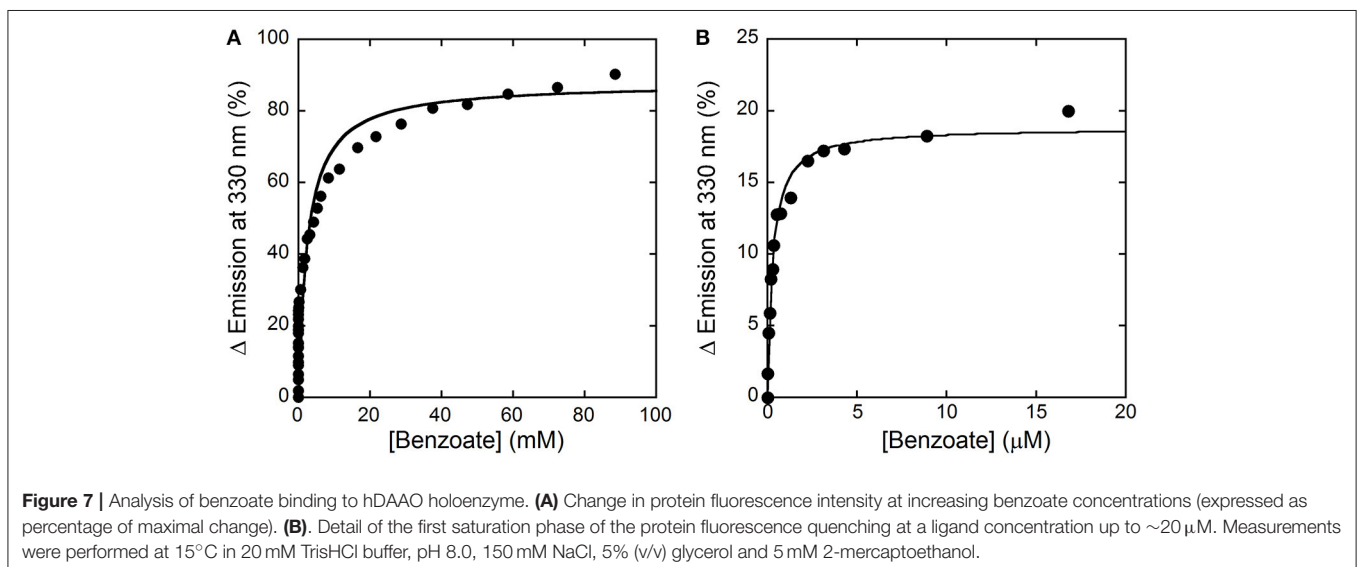 A
100
80
60
40
20
0
0 20 40 60 80 100
Δ Emission at 330 nm (%)
[Benzoate] (mM)
B
25
20
15
10
5
0
0 5 10 15 20
Δ Emission at 330 nm (%)
[Benzoate] (μM)
Figure 7 | Analysis of benzoate binding to hDAAO holoenzyme. (A) Change in protein fluorescence intensity at increasing benzoate concentrations (expressed as
percentage of maximal change). (B). Detail of the first saturation phase of the protein fluorescence quenching at a ligand concentration up to ∼20 μM. Measurements
were performed at 15°C in 20 mM TrisHCl buffer, pH 8.0, 150 mM NaCl, 5% (v/v) glycerol and 5 mM 2-mercaptoethanol.